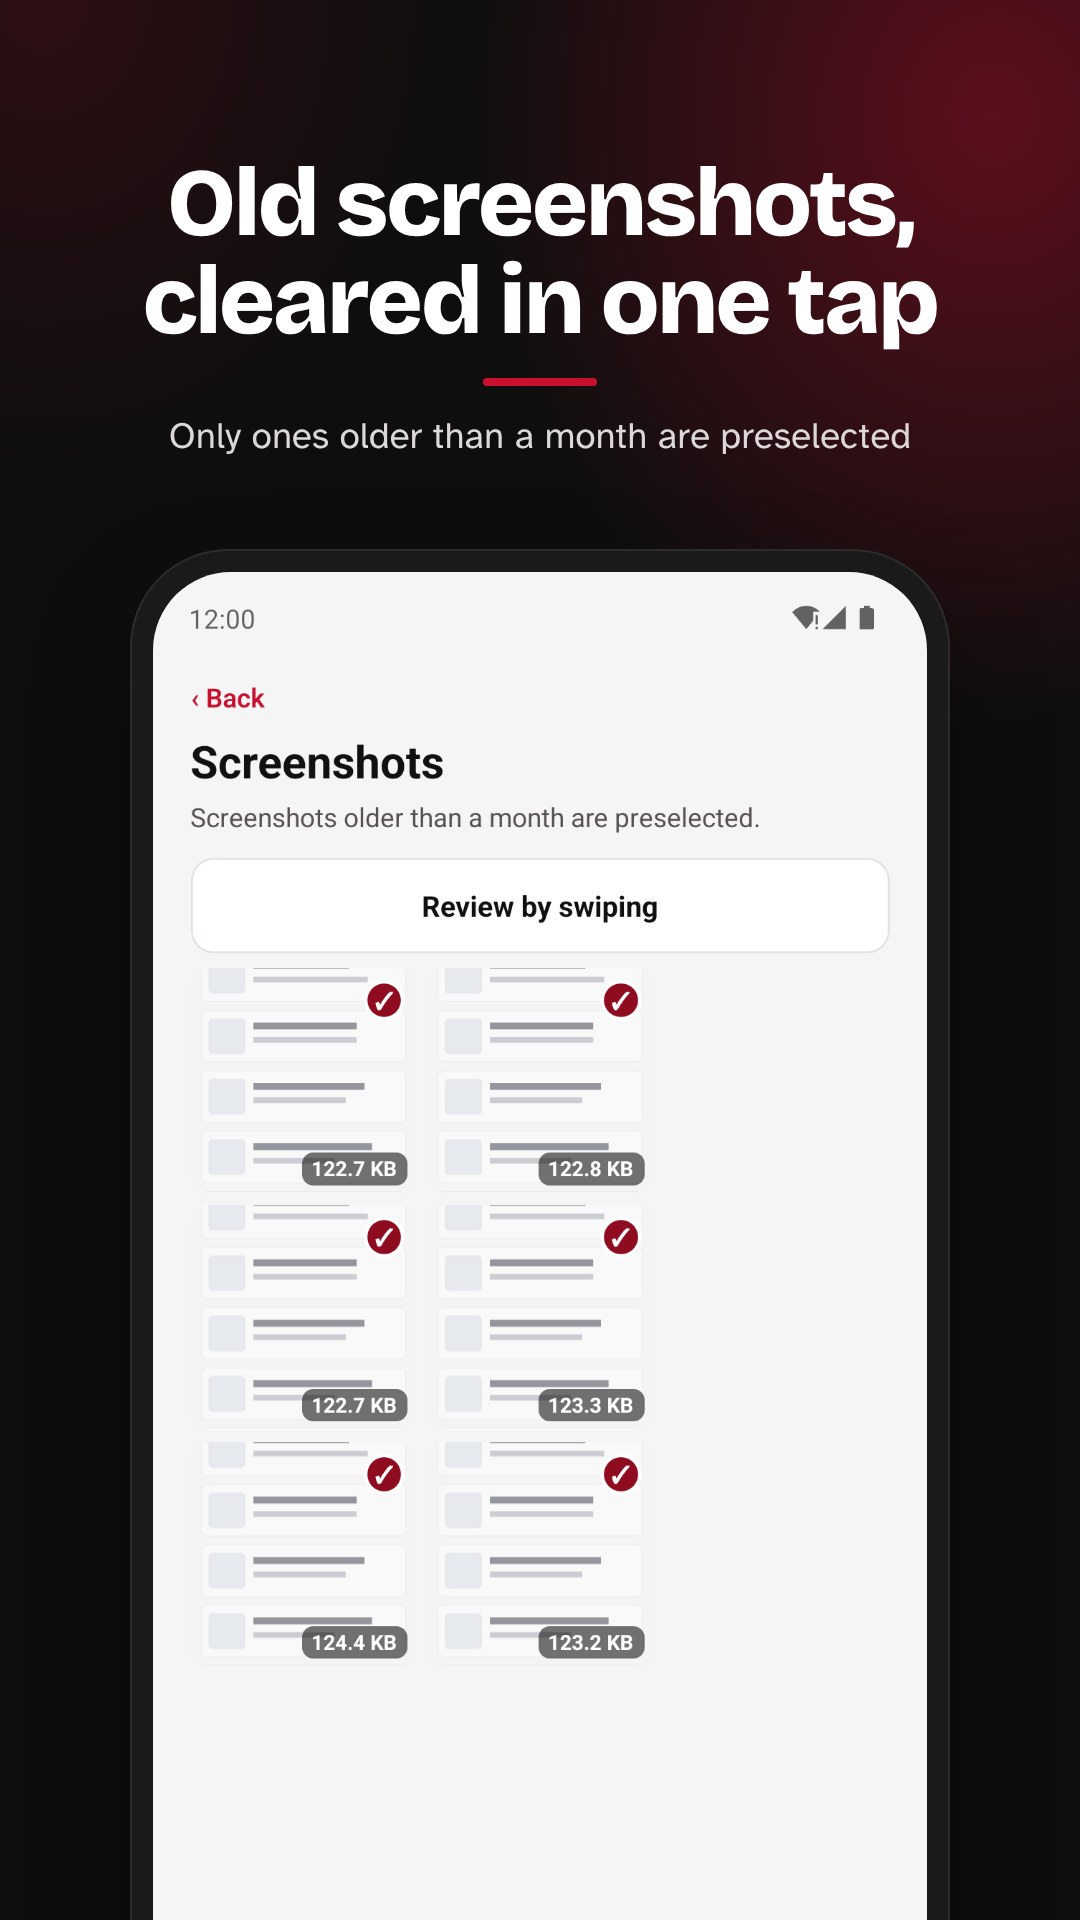 Old screenshots,
cleared in one tap
Only ones older than a month are preselected
12:00
‹ Back
Screenshots
Screenshots older than a month are preselected.
Review by swiping
122.7 KB
122.8 KB
122.7 KB
123.3 KB
124.4 KB
123.2 KB